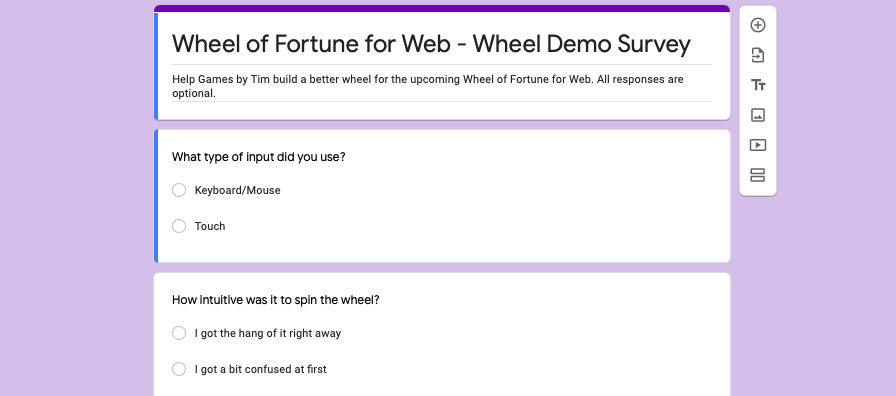 Wheel of Fortune for Web - Wheel Demo Survey
Help Games by Tim build a better wheel for the upcoming Wheel of Fortune for Web. All responses are
optional.
What type of input did you use?
Keyboard/Mouse
Touch
How intuitive was it to spin the wheel?
I got the hang of it right away
I got a bit confused at first